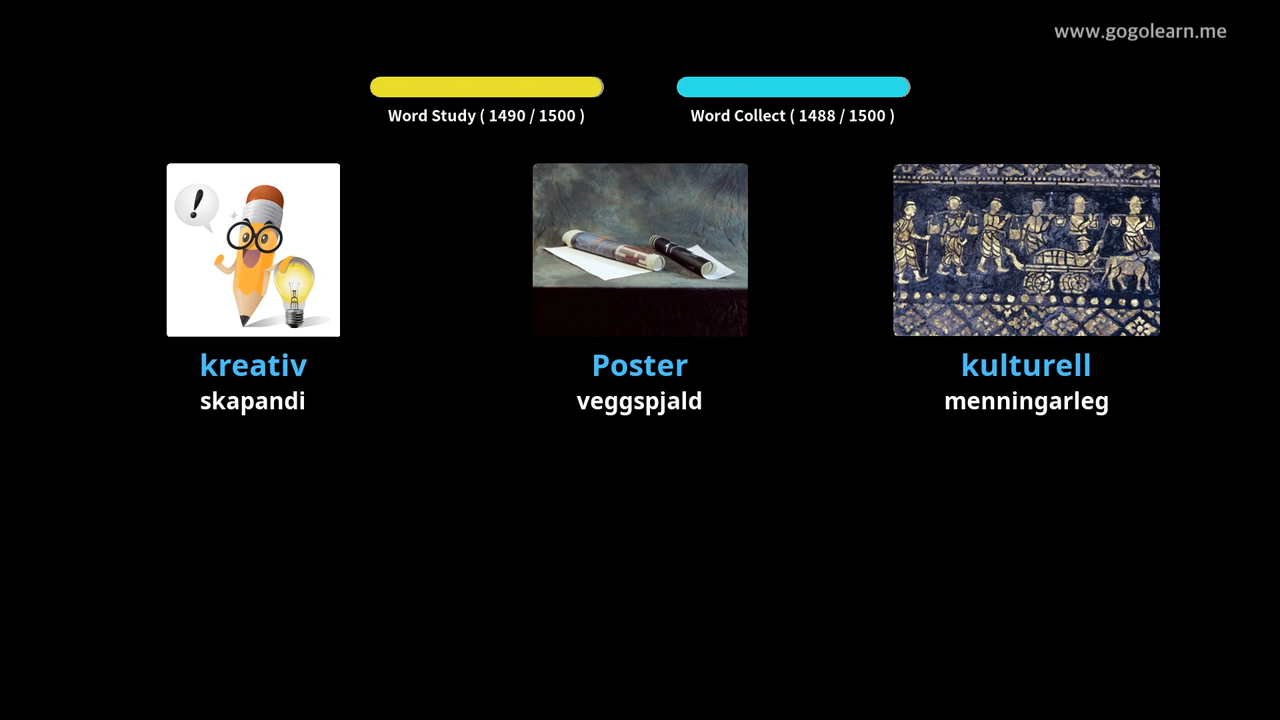 www.gogolearn.me
Word Study ( 1490 / 1500 )
Word Collect ( 1488 / 1500 )
kreativ
skapandi
Poster
veggspjald
kulturell
menningarleg